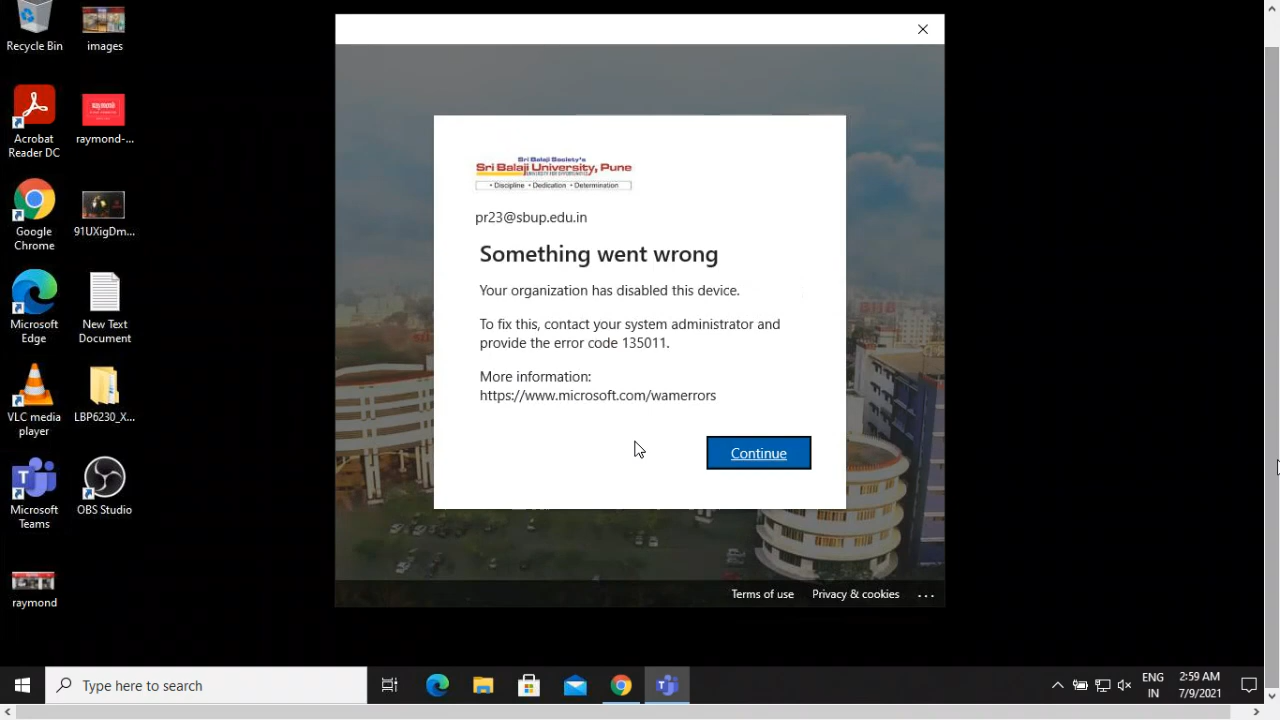 Recycle Bin
images
Acrobat
Reader DC
raymond-...
Google
Chrome
91UXigDm...
Microsoft
Edge
New Text
Document
VLC media
player
LBP6230_X...
Microsoft
Teams
OBS Studio
raymond
Sri Balaji Society's
Sri Balaji University, Pune
• Discipline • Dedication • Determination
pr23@sbup.edu.in
Something went wrong
Your organization has disabled this device.
To fix this, contact your system administrator and
provide the error code 135011.
More information:
https://www.microsoft.com/wamerrors
Continue
Terms of use Privacy & cookies ...
Type here to search
ENG
IN
2:59 AM
7/9/2021